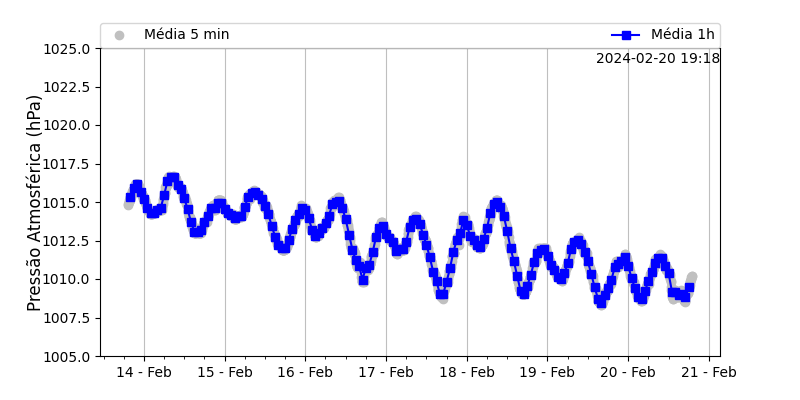 Média 5 min
Média 1h
2024-02-20 19:18
Pressão Atmosférica (hPa)
1025.0
1022.5
1020.0
1017.5
1015.0
1012.5
1010.0
1007.5
1005.0
14 - Feb
15 - Feb
16 - Feb
17 - Feb
18 - Feb
19 - Feb
20 - Feb
21 - Feb